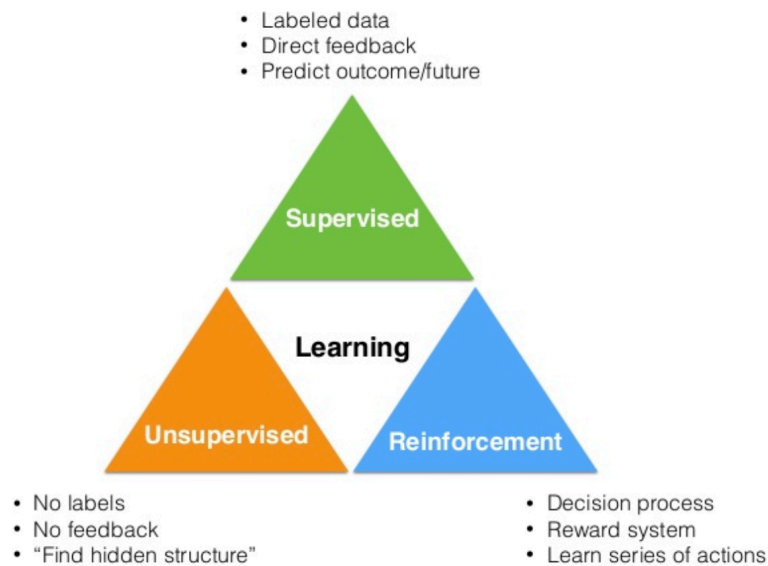 • Labeled data
• Direct feedback
• Predict outcome/future
Supervised
Learning
Unsupervised
Reinforcement
• No labels
• No feedback
• “Find hidden structure”
• Decision process
• Reward system
• Learn series of actions